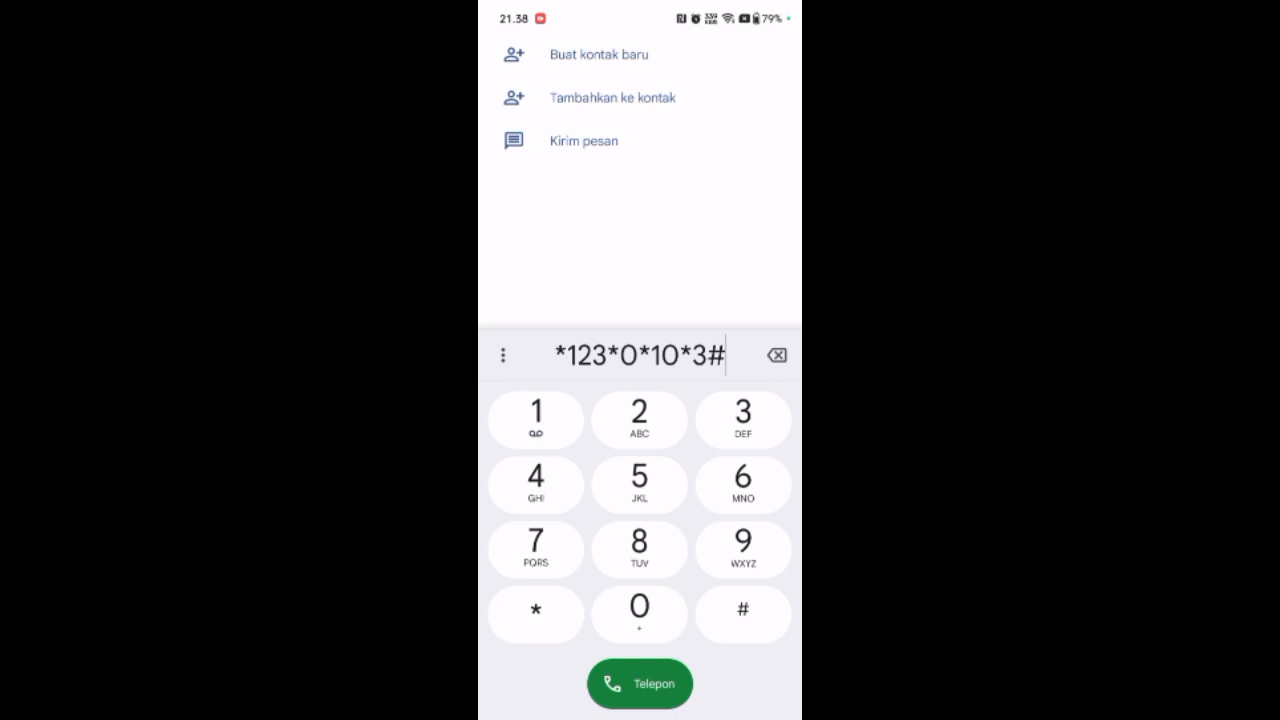 21.38
79%
Buat kontak baru
Tambahkan ke kontak
Kirim pesan
*123*0*10*3#
1 2 3
ABC DEF
4 5 6
GHI JKL MNO
7 8 9
PQRS TUV WXYZ
* 0 #
+
Telepon